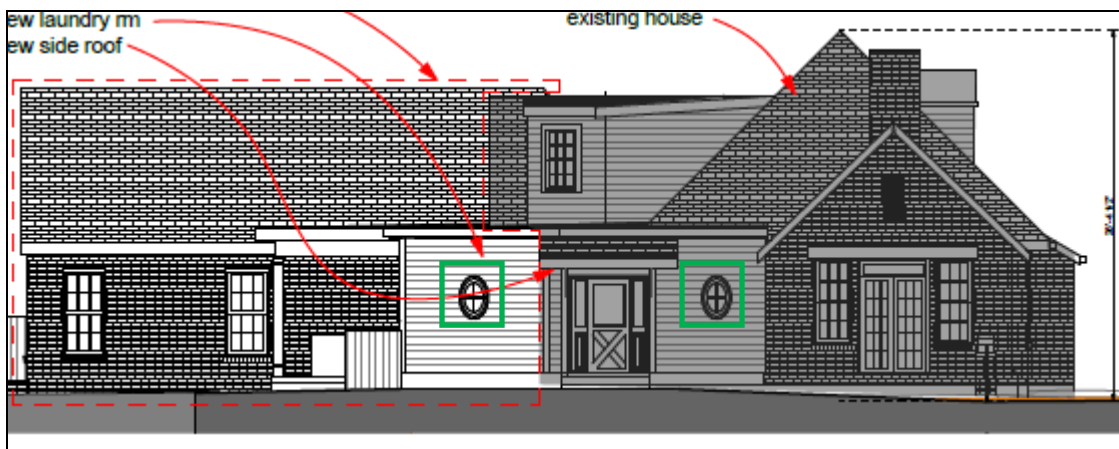 ew laundry rm
ew side roof
existing house